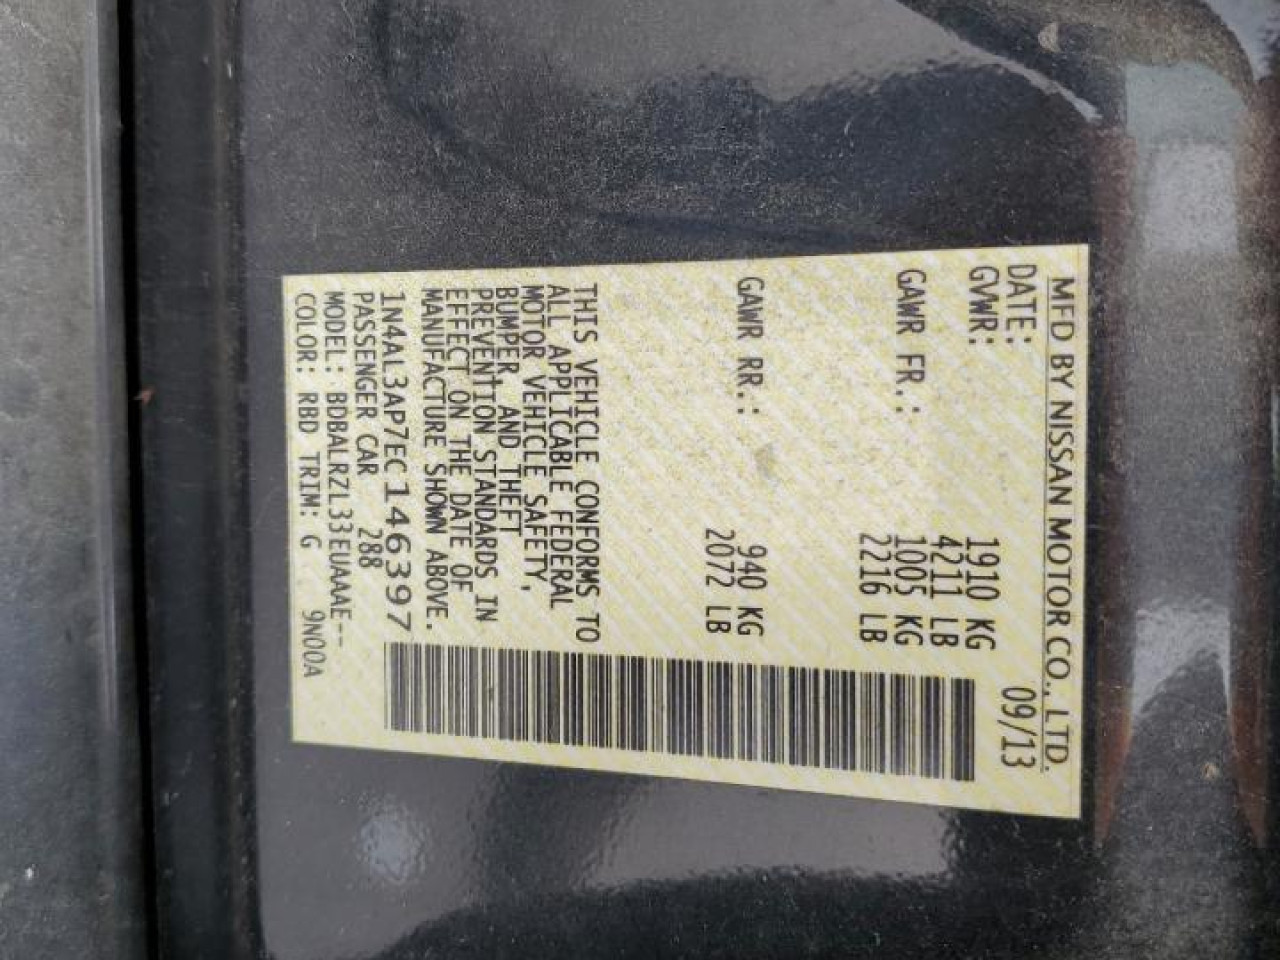 MFD BY NISSAN MOTOR CO., LTD.
DATE: 09/13
GVWR: 1910 KG
4211 LB
GAWR FR.: 1005 KG
2216 LB
GAWR RR.: 940 KG
2072 LB
THIS VEHICLE CONFORMS TO
ALL APPLICABLE FEDERAL
MOTOR VEHICLE SAFETY,
BUMPER, AND THEFT
PREVENTION STANDARDS IN
EFFECT ON THE DATE OF
MANUFACTURE SHOWN ABOVE.
1N4AL3AP7EC146397
PASSENGER CAR 288
MODEL: BDBALRZL33EUAAAE---
COLOR: RBD TRIM: G 9N00A